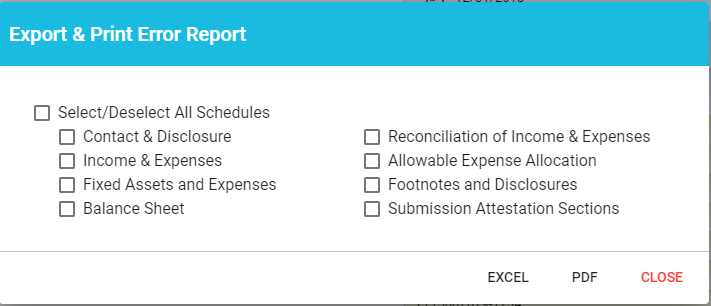 Export & Print Error Report
Select/Deselect All Schedules
Contact & Disclosure
Income & Expenses
Fixed Assets and Expenses
Balance Sheet
Reconciliation of Income & Expenses
Allowable Expense Allocation
Footnotes and Disclosures
Submission Attestation Sections
EXCEL PDF CLOSE